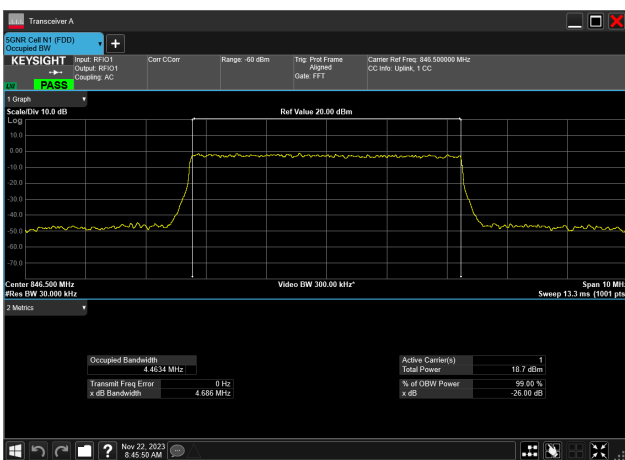 Transceiver A
5GNR Cell N1 (FDD)
Occupied BW
+
KEYSIGHT
Input: RFIO1
Output: RFIO1
Coupling: AC
Corr CCorr
Range: -60 dBm
Trig: Prot Frame
Aligned
Gate: FFT
Carrier Ref Freq: 846.500000 MHz
CC Info: Uplink, 1 CC
PASS
1 Graph
Scale/Div 10.0 dB
Ref Value 20.00 dBm
Log
10.0
0.00
-10.0
-20.0
-30.0
-40.0
-50.0
-60.0
-70.0
Center 846.500 MHz
#Res BW 30.000 kHz
Video BW 300.00 kHz*
Span 10 MHz
Sweep 13.3 ms (1001 pts
2 Metrics
Occupied Bandwidth
4.4634 MHz
Transmit Freq Error 0 Hz
x dB Bandwidth 4.686 MHz
Active Carrier(s) 1
Total Power 18.7 dBm
% of OBW Power 99.00 %
x dB -26.00 dB
?
Nov 22, 2023
8:45:50 AM